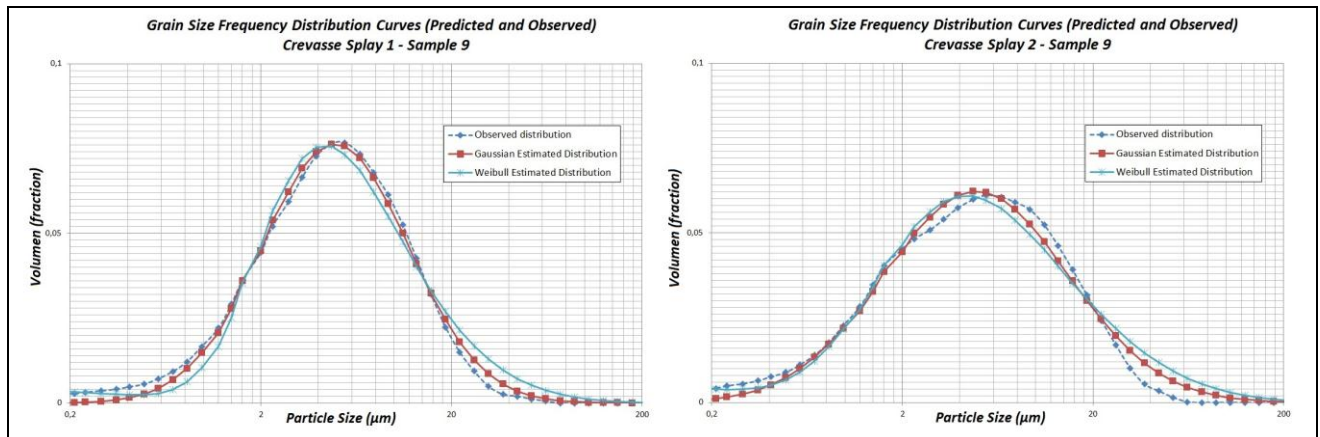 Grain Size Frequency Distribution Curves (Predicted and Observed)
Crevasse Splay 1 - Sample 9
0,1
0,05
0
Volumen (fraction)
Observed distribution
Gaussian Estimated Distribution
Weibull Estimated Distribution
0,2
2
20
200
Particle Size (µm)
Grain Size Frequency Distribution Curves (Predicted and Observed)
Crevasse Splay 2 - Sample 9
0,1
0,05
0
Volumen (fraction)
Observed distribution
Gaussian Estimated Distribution
Weibull Estimated Distribution
0,2
2
20
200
Particle Size (µm)